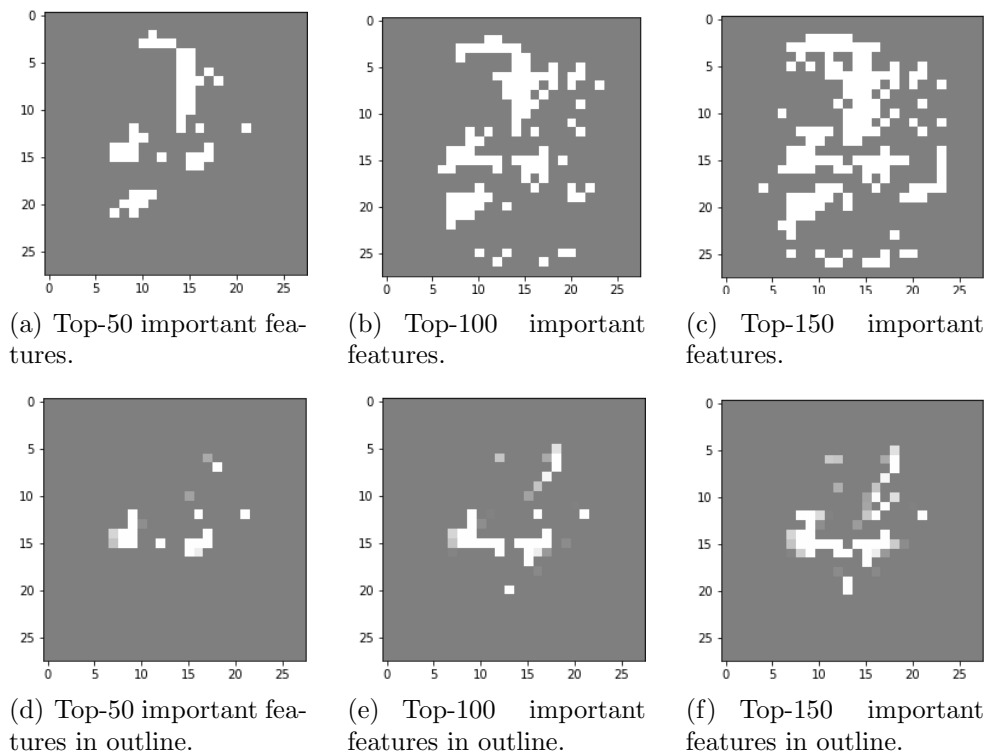 0
5
10
15
20
25
0 5 10 15 20 25
(a) Top-50 important fea-
tures.
0
5
10
15
20
25
0 5 10 15 20 25
(b) Top-100 important
features.
0
5
10
15
20
25
0 5 10 15 20 25
(c) Top-150 important
features.
0
5
10
15
20
25
0 5 10 15 20 25
(d) Top-50 important fea-
tures in outline.
0
5
10
15
20
25
0 5 10 15 20 25
(e) Top-100 important
features in outline.
0
5
10
15
20
25
0 5 10 15 20 25
(f) Top-150 important
features in outline.